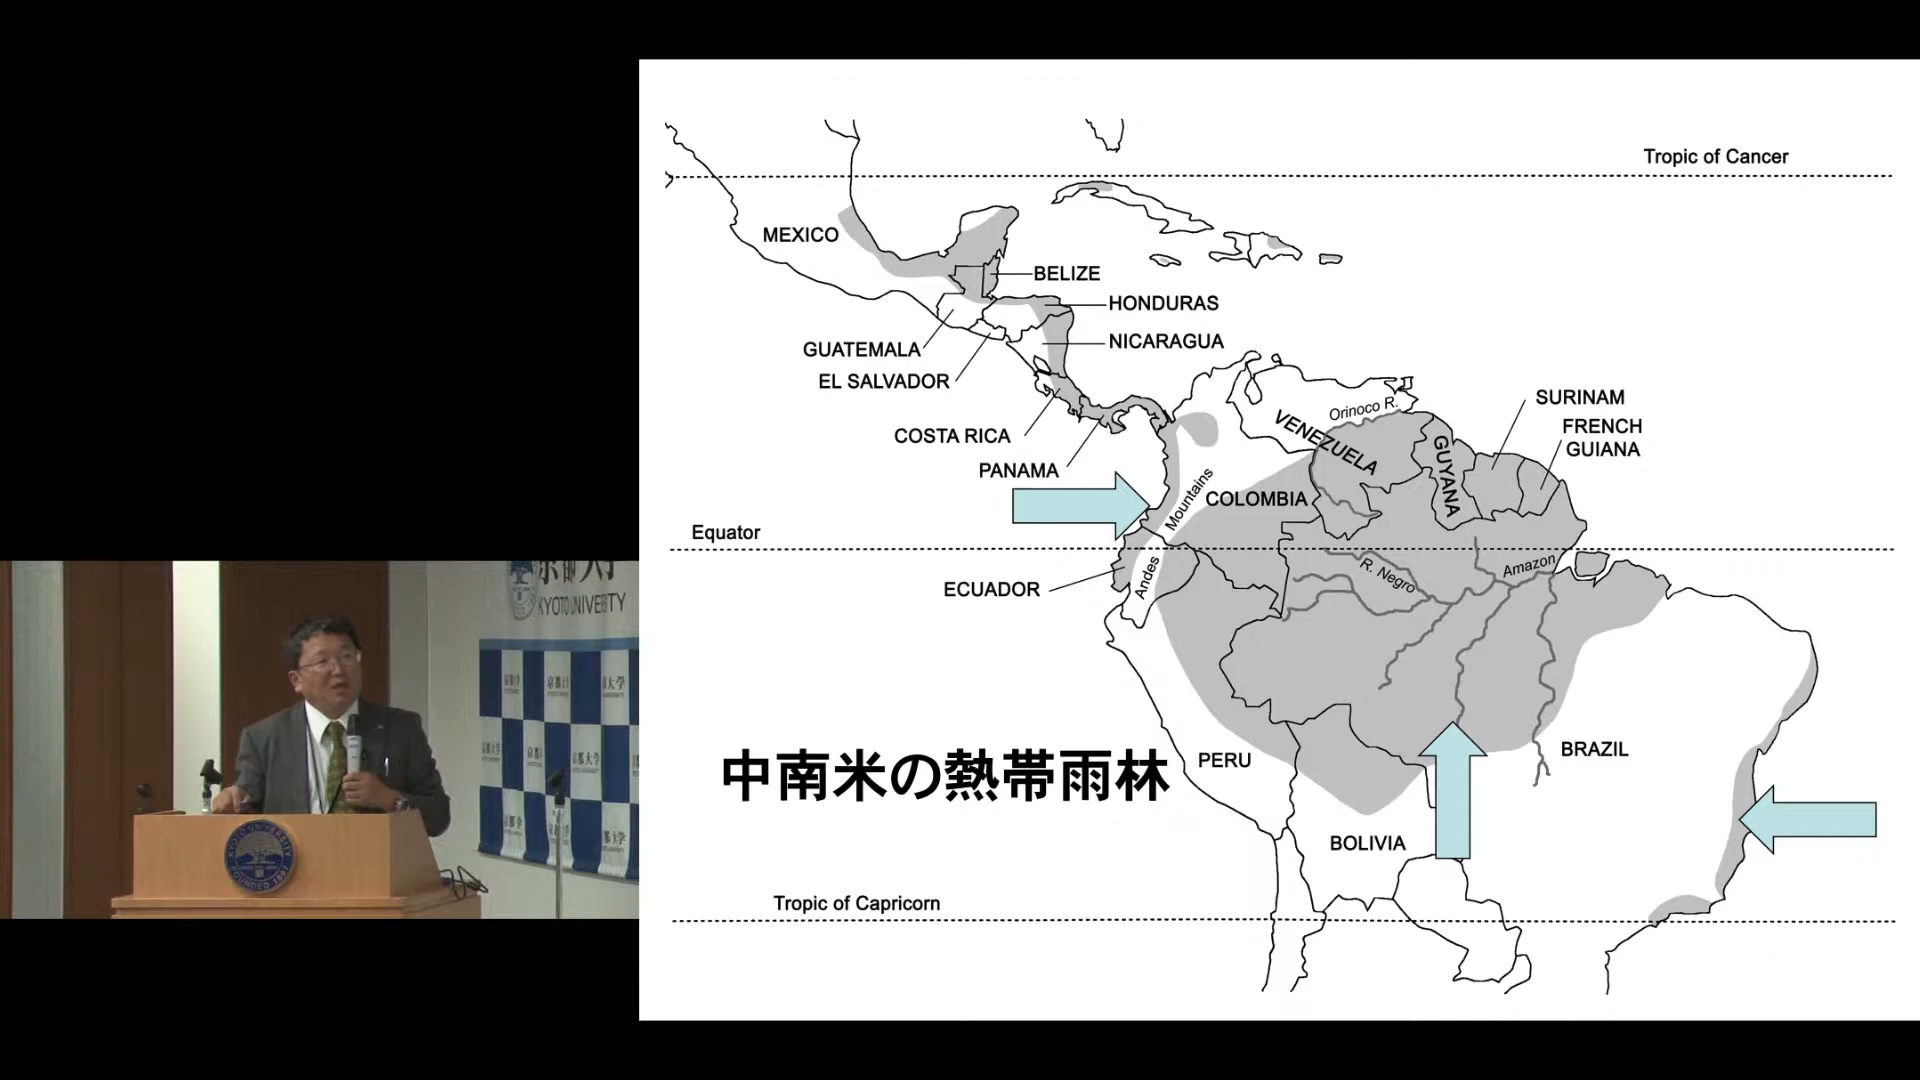 Tropic of Cancer
MEXICO
BELIZE
HONDURAS
NICARAGUA
GUATEMALA
EL SALVADOR
COSTA RICA
PANAMA
Orinoco R.
VENEZUELA
GUYANA
SURINAM
FRENCH
GUIANA
COLOMBIA
Andes
Mountains
Equator
ECUADOR
R. Negro
Amazon
PERU
BRAZIL
BOLIVIA
中南米の熱帯雨林
Tropic of Capricorn
KYOTO UNIVERSITY
京都大学
KYOTO UNIVERSITY